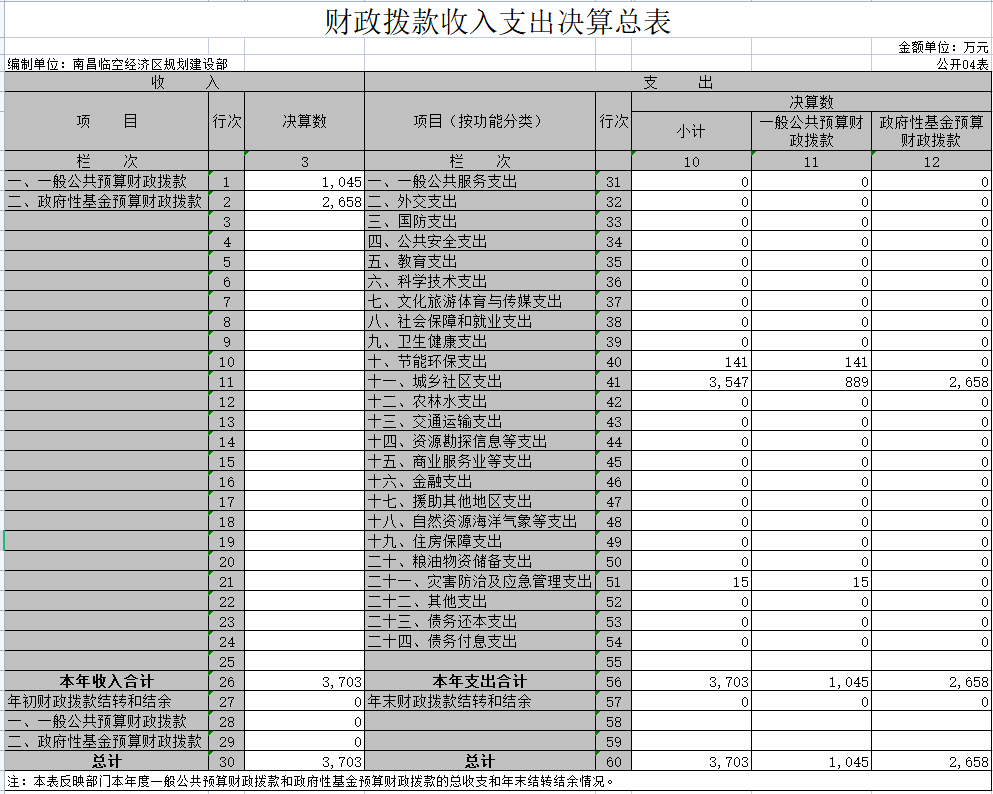 财政拨款收入支出决算总表
金额单位：万元
编制单位：南昌临空经济区规划建设部 公开04表
收 入 支 出
项 目 行次 决算数 项目（按功能分类） 行次 决算数
小计 一般公共预算财政拨款 政府性基金预算财政拨款
栏 次 3 栏 次 10 11 12
一、一般公共预算财政拨款 1 1,045 一、一般公共服务支出 31 0 0 0
二、政府性基金预算财政拨款 2 2,658 二、外交支出 32 0 0 0
3 三、国防支出 33 0 0 0
4 四、公共安全支出 34 0 0 0
5 五、教育支出 35 0 0 0
6 六、科学技术支出 36 0 0 0
7 七、文化旅游体育与传媒支出 37 0 0 0
8 八、社会保障和就业支出 38 0 0 0
9 九、卫生健康支出 39 0 0 0
10 十、节能环保支出 40 141 141 0
11 十一、城乡社区支出 41 3,547 889 2,658
12 十二、农林水支出 42 0 0 0
13 十三、交通运输支出 43 0 0 0
14 十四、资源勘探信息等支出 44 0 0 0
15 十五、商业服务业等支出 45 0 0 0
16 十六、金融支出 46 0 0 0
17 十七、援助其他地区支出 47 0 0 0
18 十八、自然资源海洋气象等支出 48 0 0 0
19 十九、住房保障支出 49 0 0 0
20 二十、粮油物资储备支出 50 0 0 0
21 二十一、灾害防治及应急管理支出 51 15 15 0
22 二十二、其他支出 52 0 0 0
23 二十三、债务还本支出 53 0 0 0
24 二十四、债务付息支出 54 0 0 0
25 55
本年收入合计 26 3,703 本年支出合计 56 3,703 1,045 2,658
年初财政拨款结转和结余 27 0 年末财政拨款结转和结余 57 0 0 0
一、一般公共预算财政拨款 28 0 58
二、政府性基金预算财政拨款 29 0 59
总计 30 3,703 总计 60 3,703 1,045 2,658
注：本表反映部门本年度一般公共预算财政拨款和政府性基金预算财政拨款的总收支和年末结转结余情况。